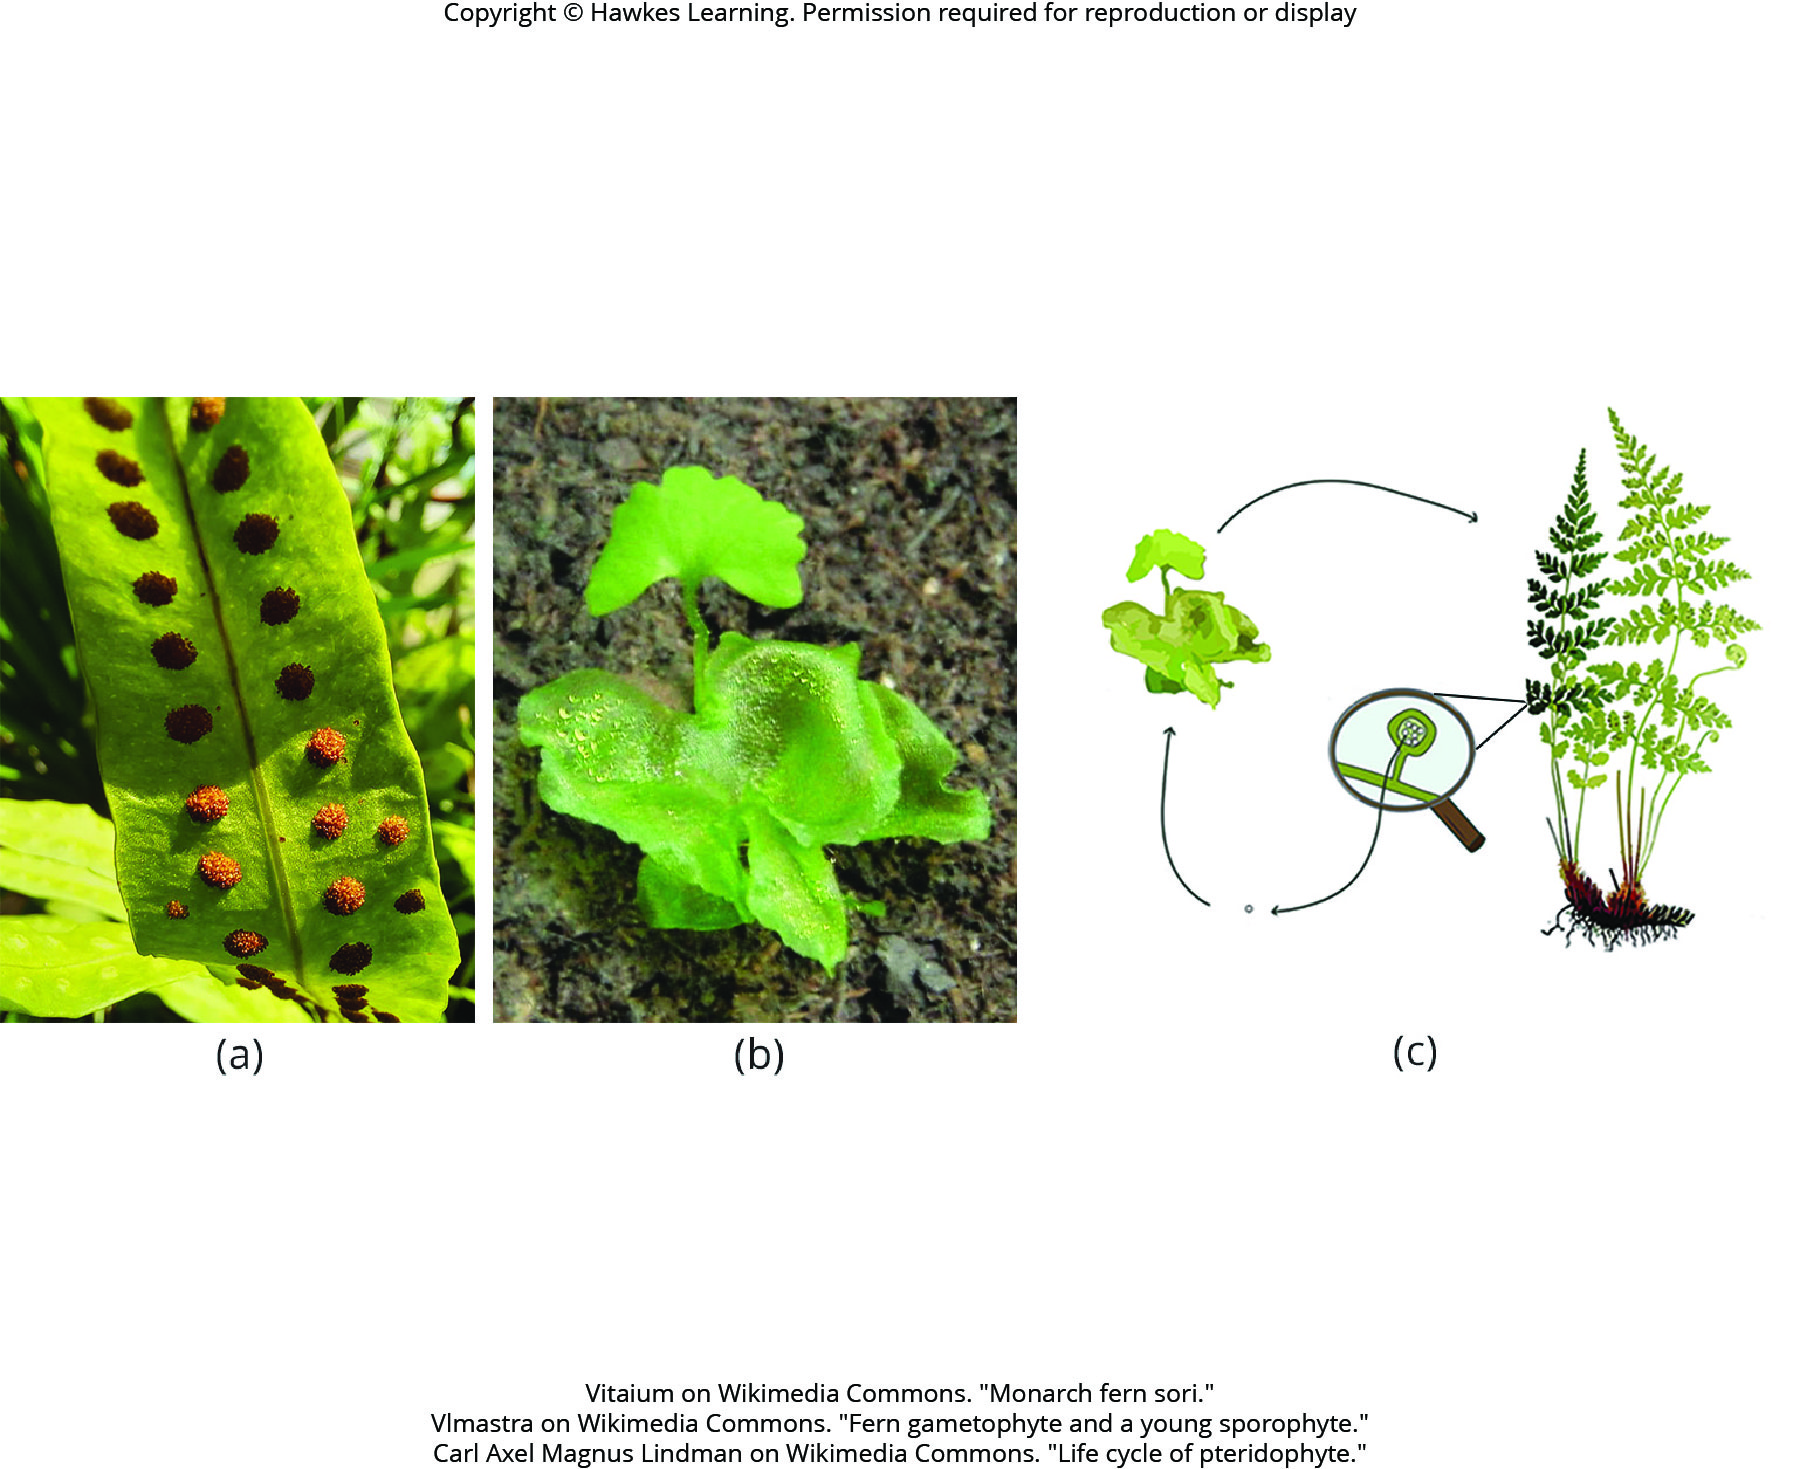 Copyright © Hawkes Learning. Permission required for reproduction or display
(a)
(b)
(c)
Vitaium on Wikimedia Commons. "Monarch fern sori."
Vlmastra on Wikimedia Commons. "Fern gametophyte and a young sporophyte."
Carl Axel Magnus Lindman on Wikimedia Commons. "Life cycle of pteridophyte."